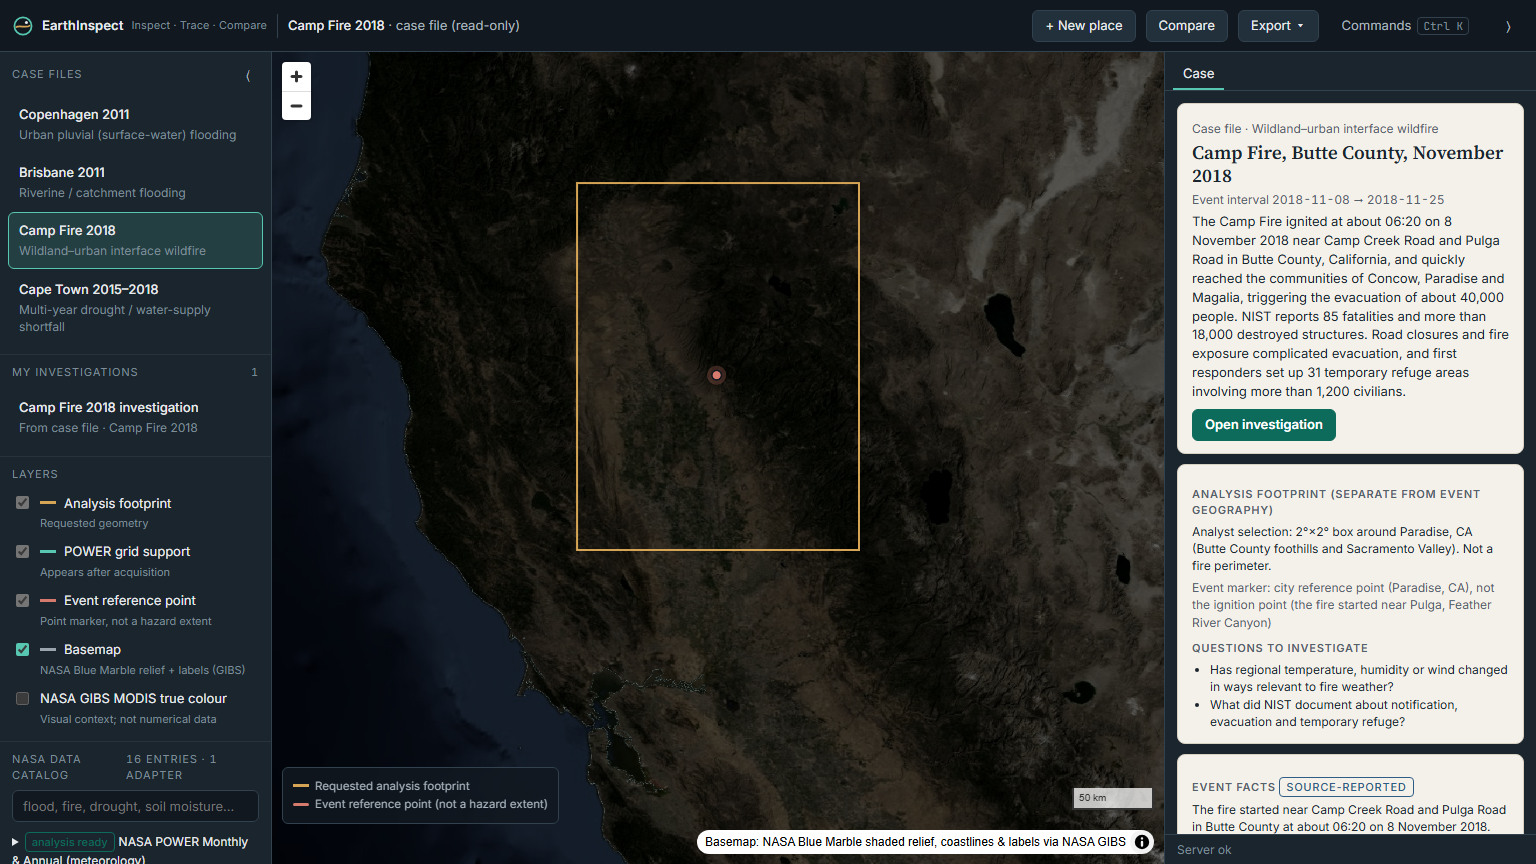 EarthInspect Inspect · Trace · Compare Camp Fire 2018 · case file (read-only) + New place Compare Export Commands Ctrl K
CASE FILES
Copenhagen 2011
Urban pluvial (surface-water) flooding
Brisbane 2011
Riverine / catchment flooding
Camp Fire 2018
Wildland–urban interface wildfire
Cape Town 2015–2018
Multi-year drought / water-supply
shortfall
MY INVESTIGATIONS 1
Camp Fire 2018 investigation
From case file · Camp Fire 2018
LAYERS
Analysis footprint
Requested geometry
POWER grid support
Appears after acquisition
Event reference point
Point marker, not a hazard extent
Basemap
NASA Blue Marble relief + labels (GIBS)
NASA GIBS MODIS true colour
Visual context; not numerical data
NASA DATA CATALOG
16 ENTRIES · 1 ADAPTER
flood, fire, drought, soil moisture...
analysis ready NASA POWER Monthly
& Annual (meteorology)
+
−
Requested analysis footprint
Event reference point (not a hazard extent)
50 km
Basemap: NASA Blue Marble shaded relief, coastlines & labels via NASA GIBS
Case
Case file · Wildland–urban interface wildfire
Camp Fire, Butte County, November
2018
Event interval 2018-11-08 → 2018-11-25
The Camp Fire ignited at about 06:20 on 8
November 2018 near Camp Creek Road and Pulga
Road in Butte County, California, and quickly
reached the communities of Concow, Paradise and
Magalia, triggering the evacuation of about 40,000
people. NIST reports 85 fatalities and more than
18,000 destroyed structures. Road closures and fire
exposure complicated evacuation, and first
responders set up 31 temporary refuge areas
involving more than 1,200 civilians.
Open investigation
ANALYSIS FOOTPRINT (SEPARATE FROM EVENT
GEOGRAPHY)
Analyst selection: 2°×2° box around Paradise, CA
(Butte County foothills and Sacramento Valley). Not a
fire perimeter.
Event marker: city reference point (Paradise, CA), not
the ignition point (the fire started near Pulga, Feather
River Canyon)
QUESTIONS TO INVESTIGATE
• Has regional temperature, humidity or wind changed
in ways relevant to fire weather?
• What did NIST document about notification,
evacuation and temporary refuge?
EVENT FACTS SOURCE-REPORTED
The fire started near Camp Creek Road and Pulga Road
in Butte County at about 06:20 on 8 November 2018.
Server ok